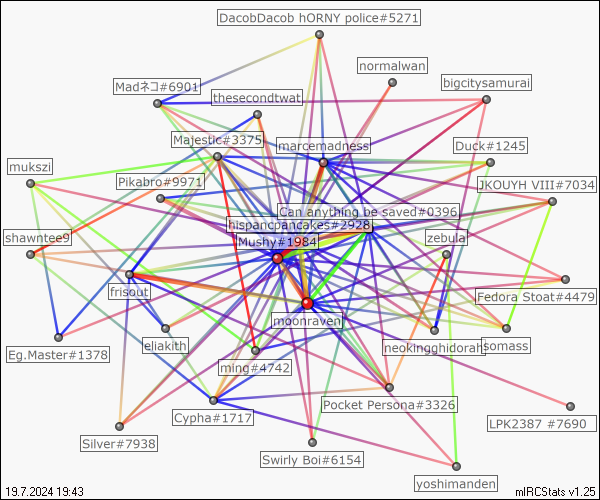 DacobDacob hORNY police#5271
normalwan
bigcitysamurai
Madネコ#6901
thesecondtwat
Majestic#3375
marcemadness
Duck#1245
mukszi
Pikabro#9971
JKOUYH VIII#7034
Can anything be saved#0396
hispancpancakes#2928
shawntee9
Mushy#1984
zebula
frisout
Fedora Stoat#4479
moonraven
eliakith
neokingghidorah
somass
Eg.Master#1378
ming#4742
Pocket Persona#3326
Cypha#1717
LPK2387 #7690
Silver#7938
Swirly Boi#6154
yoshimanden
19.7.2024 19:43
mIRCStats v1.25